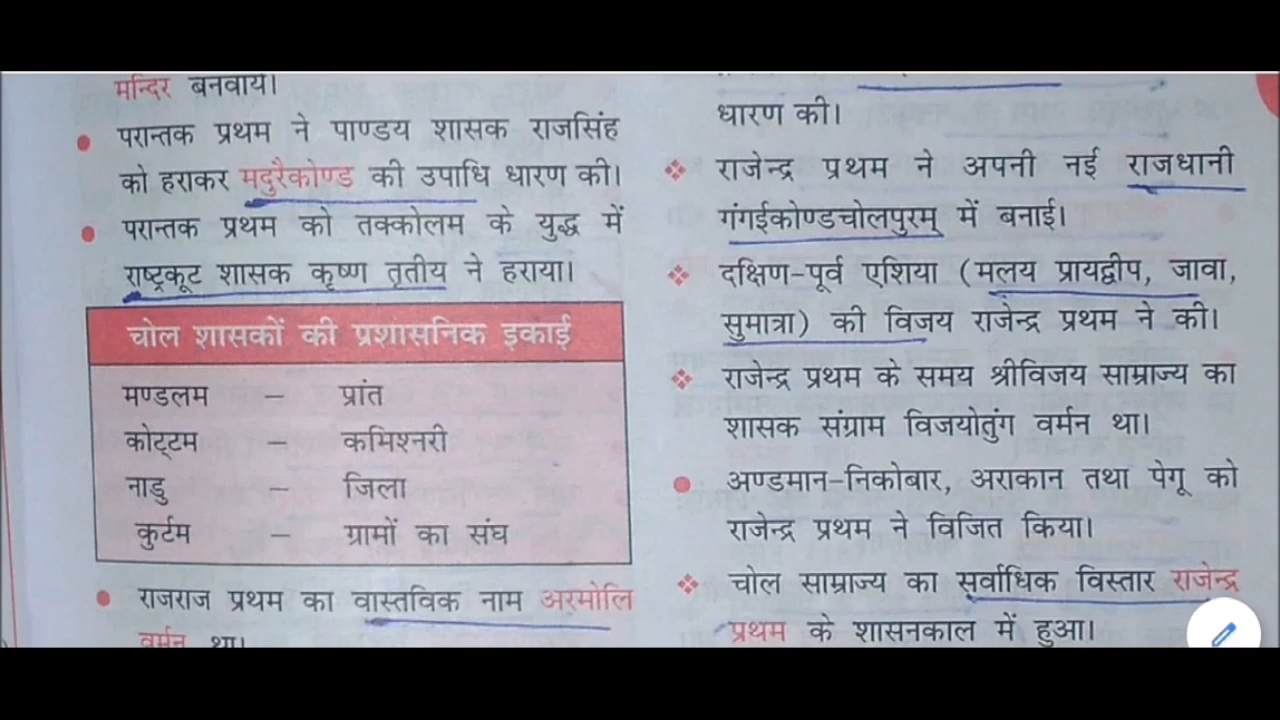 मन्दिर बनवाये।
परान्तक प्रथम ने पाण्डय शासक राजसिंह
को हराकर मदुरैकोण्ड की उपाधि धारण की।
परान्तक प्रथम को तक्कोलम के युद्ध में
राष्ट्रकूट शासक कृष्ण तृतीय ने हराया।
चोल शासकों की प्रशासनिक इकाई
मण्डलम – प्रांत
कोट्टम – कमिश्नरी
नाडु – जिला
कुर्टम – ग्रामों का संघ
राजराज प्रथम का वास्तविक नाम अरमोलि
वर्मन था।
धारण की।
राजेन्द्र प्रथम ने अपनी नई राजधानी
गंगईकोण्डचोलपुरम् में बनाई।
दक्षिण-पूर्व एशिया (मलय प्रायद्वीप, जावा,
सुमात्रा) की विजय राजेन्द्र प्रथम ने की।
राजेन्द्र प्रथम के समय श्रीविजय साम्राज्य का
शासक संग्राम विजयोतुंग वर्मन था।
अण्डमान-निकोबार, अराकान तथा पेगू को
राजेन्द्र प्रथम ने विजित किया।
चोल साम्राज्य का सर्वाधिक विस्तार राजेन्द्र
प्रथम के शासनकाल में हुआ।